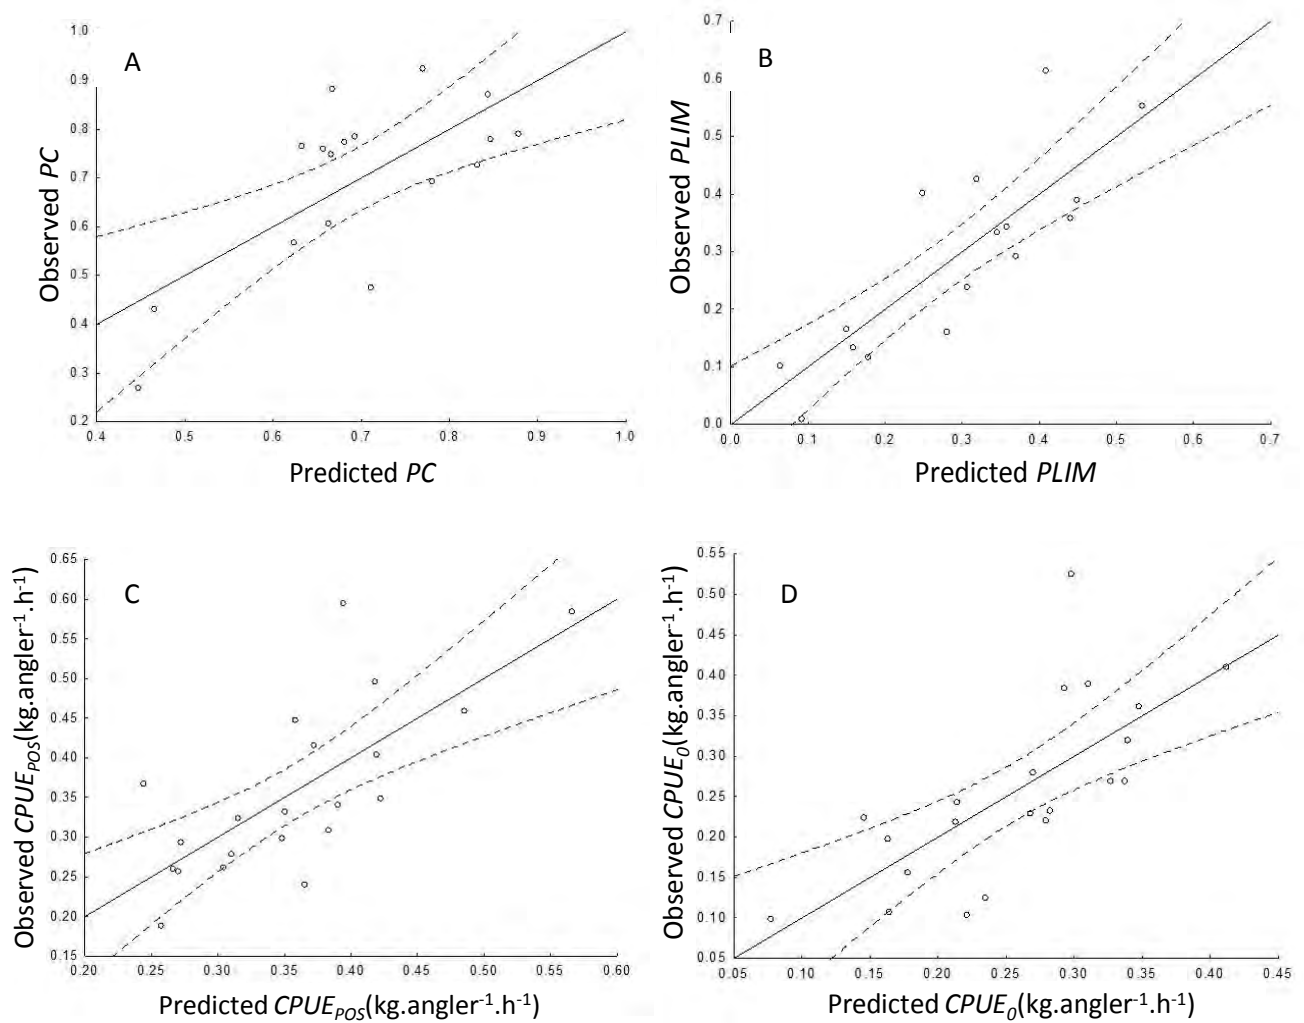 A
1.0
0.9
0.8
0.7
0.6
0.5
0.4
0.3
0.2
0.4 0.5 0.6 0.7 0.8 0.9 1.0
Observed PC
Predicted PC
B
0.7
0.6
0.5
0.4
0.3
0.2
0.1
0.0
0.0 0.1 0.2 0.3 0.4 0.5 0.6 0.7
Observed PLIM
Predicted PLIM
C
0.65
0.60
0.55
0.50
0.45
0.40
0.35
0.30
0.25
0.20
0.15
0.20 0.25 0.30 0.35 0.40 0.45 0.50 0.55 0.60
Observed CPUE_POS(kg.angler⁻¹.h⁻¹)
Predicted CPUE_POS(kg.angler⁻¹.h⁻¹)
D
0.55
0.50
0.45
0.40
0.35
0.30
0.25
0.20
0.15
0.10
0.05
0.05 0.10 0.15 0.20 0.25 0.30 0.35 0.40 0.45
Observed CPUE₀(kg.angler⁻¹.h⁻¹)
Predicted CPUE₀(kg.angler⁻¹.h⁻¹)